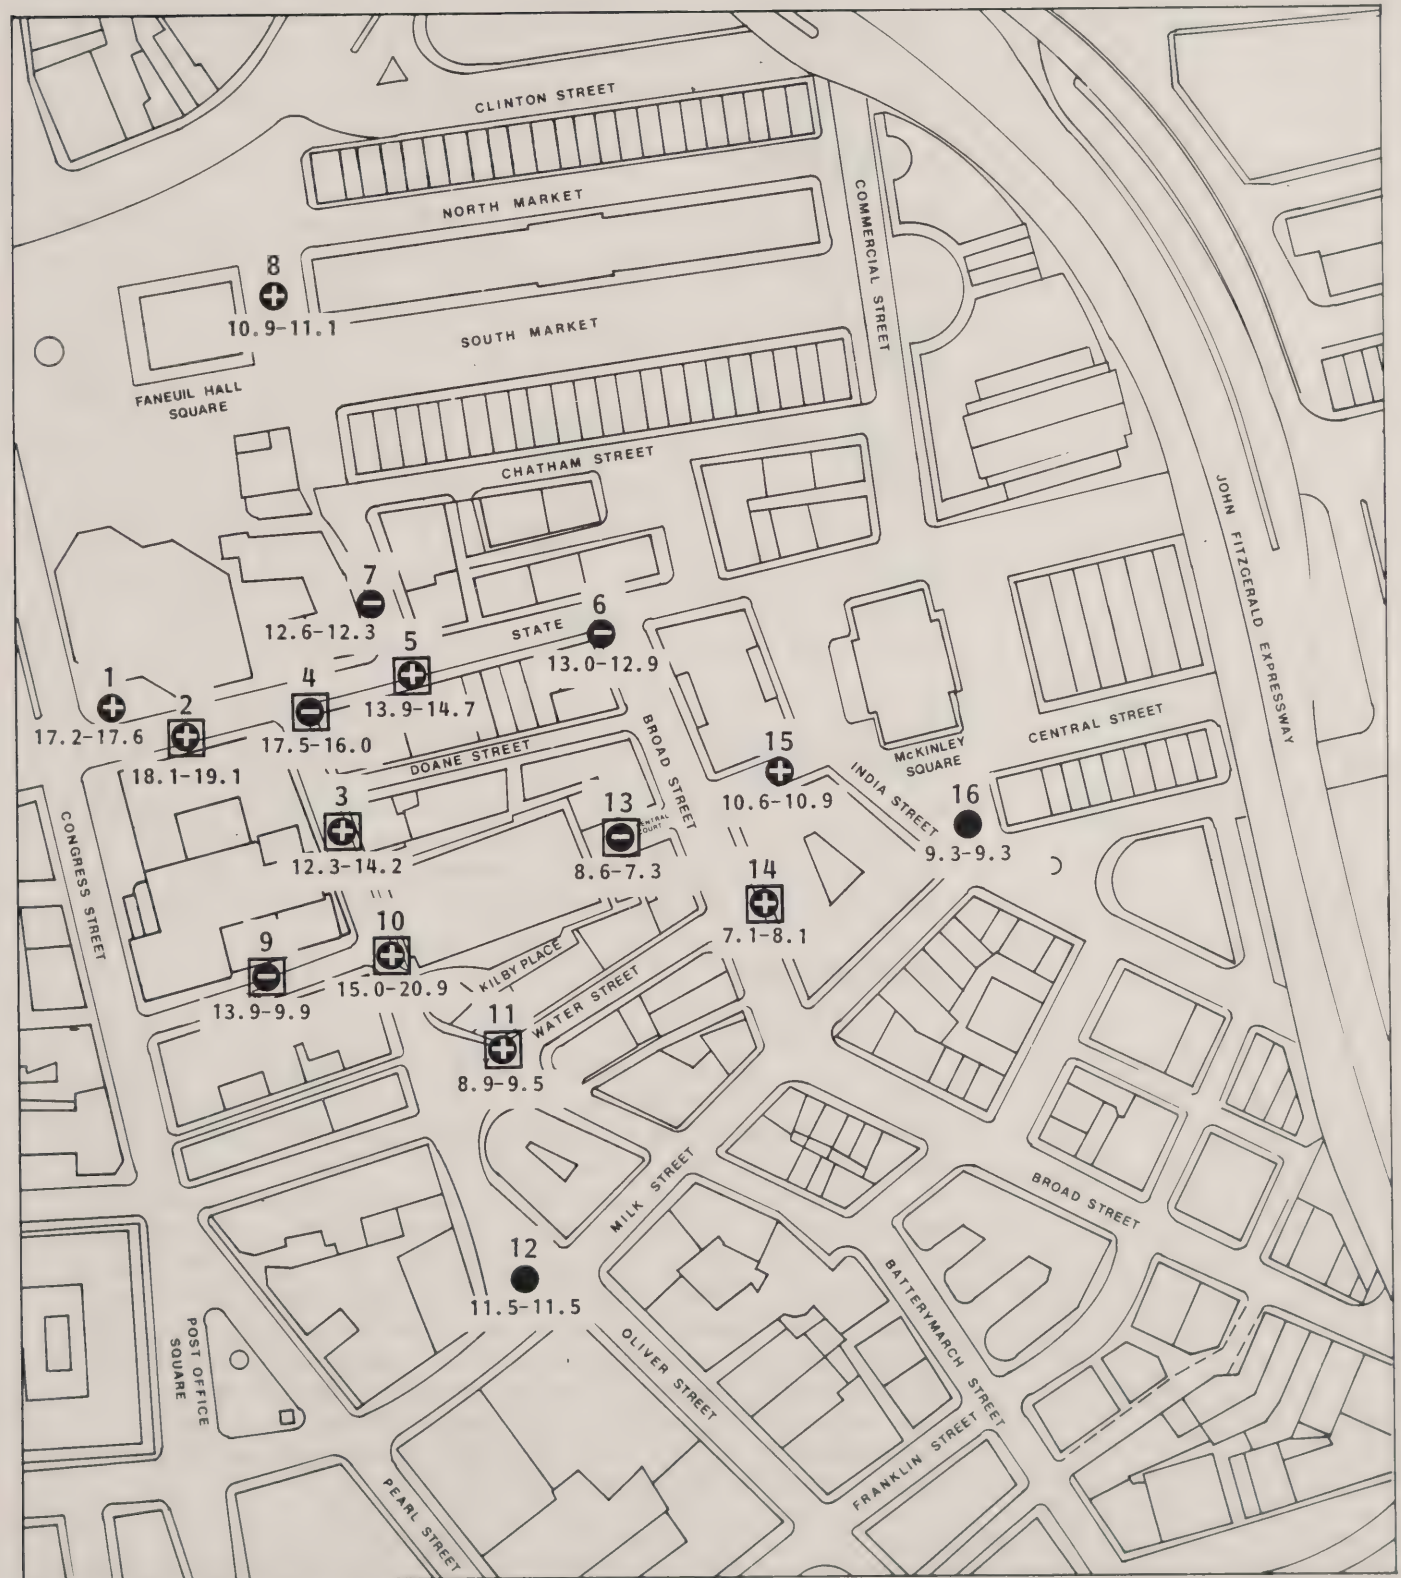 CLINTON STREET
NORTH MARKET
COMMERCIAL STREET
8
10.9-11.1
SOUTH MARKET
FANEUIL HALL
SQUARE
CHATHAM STREET
JOHN FITZGERALD EXPRESSWAY
7
12.6-12.3
STATE
6
13.0-12.9
5
13.9-14.7
4
17.5-16.0
1
17.2-17.6
2
18.1-19.1
DOANE STREET
BROAD STREET
McKINLEY
SQUARE
CENTRAL STREET
15
10.6-10.9
INDIA STREET
16
9.3-9.3
3
12.3-14.2
13
CENTRAL
COURT
8.6-7.3
CONGRESS STREET
14
7.1-8.1
10
15.0-20.9
9
13.9-9.9
KILBY PLACE
WATER STREET
11
8.9-9.5
MILK STREET
BROAD STREET
12
11.5-11.5
BATTERYMARCH STREET
POST OFFICE
SQUARE
OLIVER STREET
FRANKLIN STREET
PEARL STREET